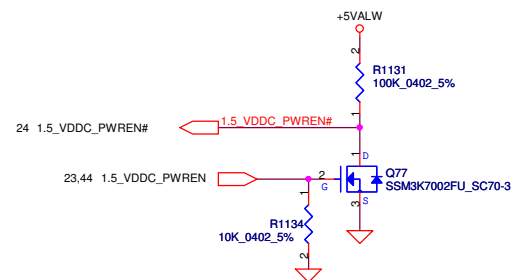 +5VALW
2
R1131
100K_0402_5%
1
24 1.5_VDDC_PWREN#
1.5_VDDC_PWREN#
1
D
23,44 1.5_VDDC_PWREN
2
G
Q77
SSM3K7002FU_SC70-3
S
3
1
R1134
10K_0402_5%
2